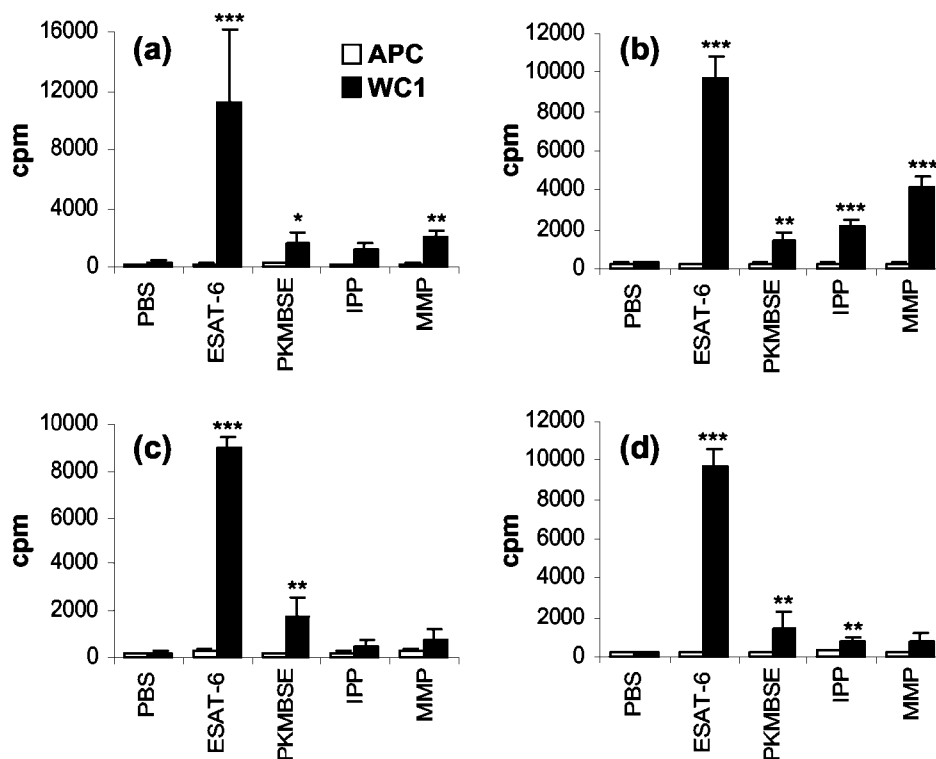 (a)
APC
WC1
cpm
16000
12000
8000
4000
0
***
*
**
PBS
ESAT-6
PKMBSE
IPP
MMP
(b)
12000
10000
8000
6000
4000
2000
0
***
**
***
***
PBS
ESAT-6
PKMBSE
IPP
MMP
(c)
cpm
10000
8000
6000
4000
2000
0
***
**
PBS
ESAT-6
PKMBSE
IPP
MMP
(d)
cpm
12000
10000
8000
6000
4000
2000
0
***
**
**
PBS
ESAT-6
PKMBSE
IPP
MMP